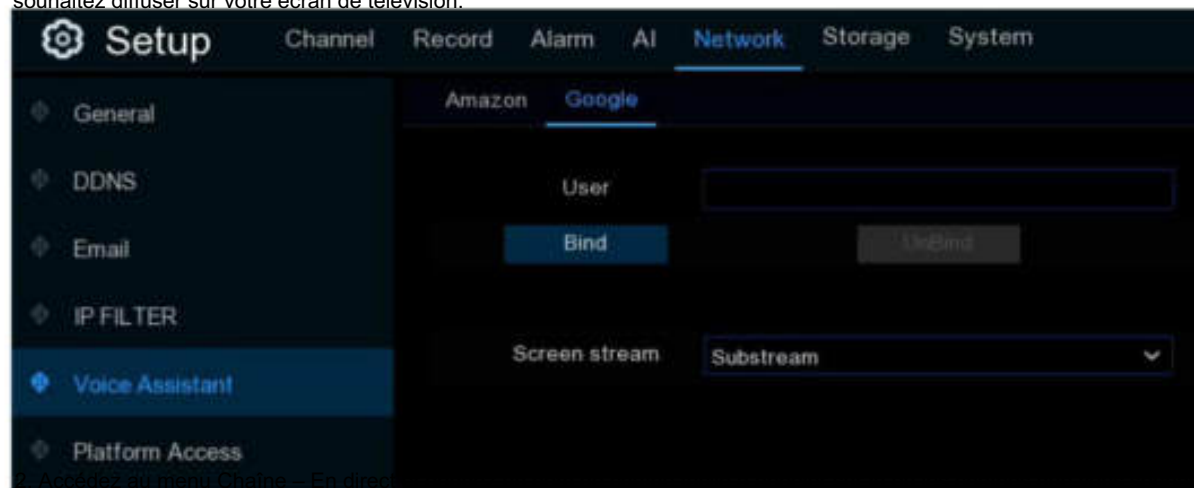 souhaitez diffuser sur votre écran de télévision.
Setup Channel Record Alarm AI Network Storage System
Amazon Google
General
DDNS
User
Email
Bind UnBind
IP FILTER
Screen stream Substream
Voice Assistant
Platform Access
2. Accédez au menu Chaîne – En direct